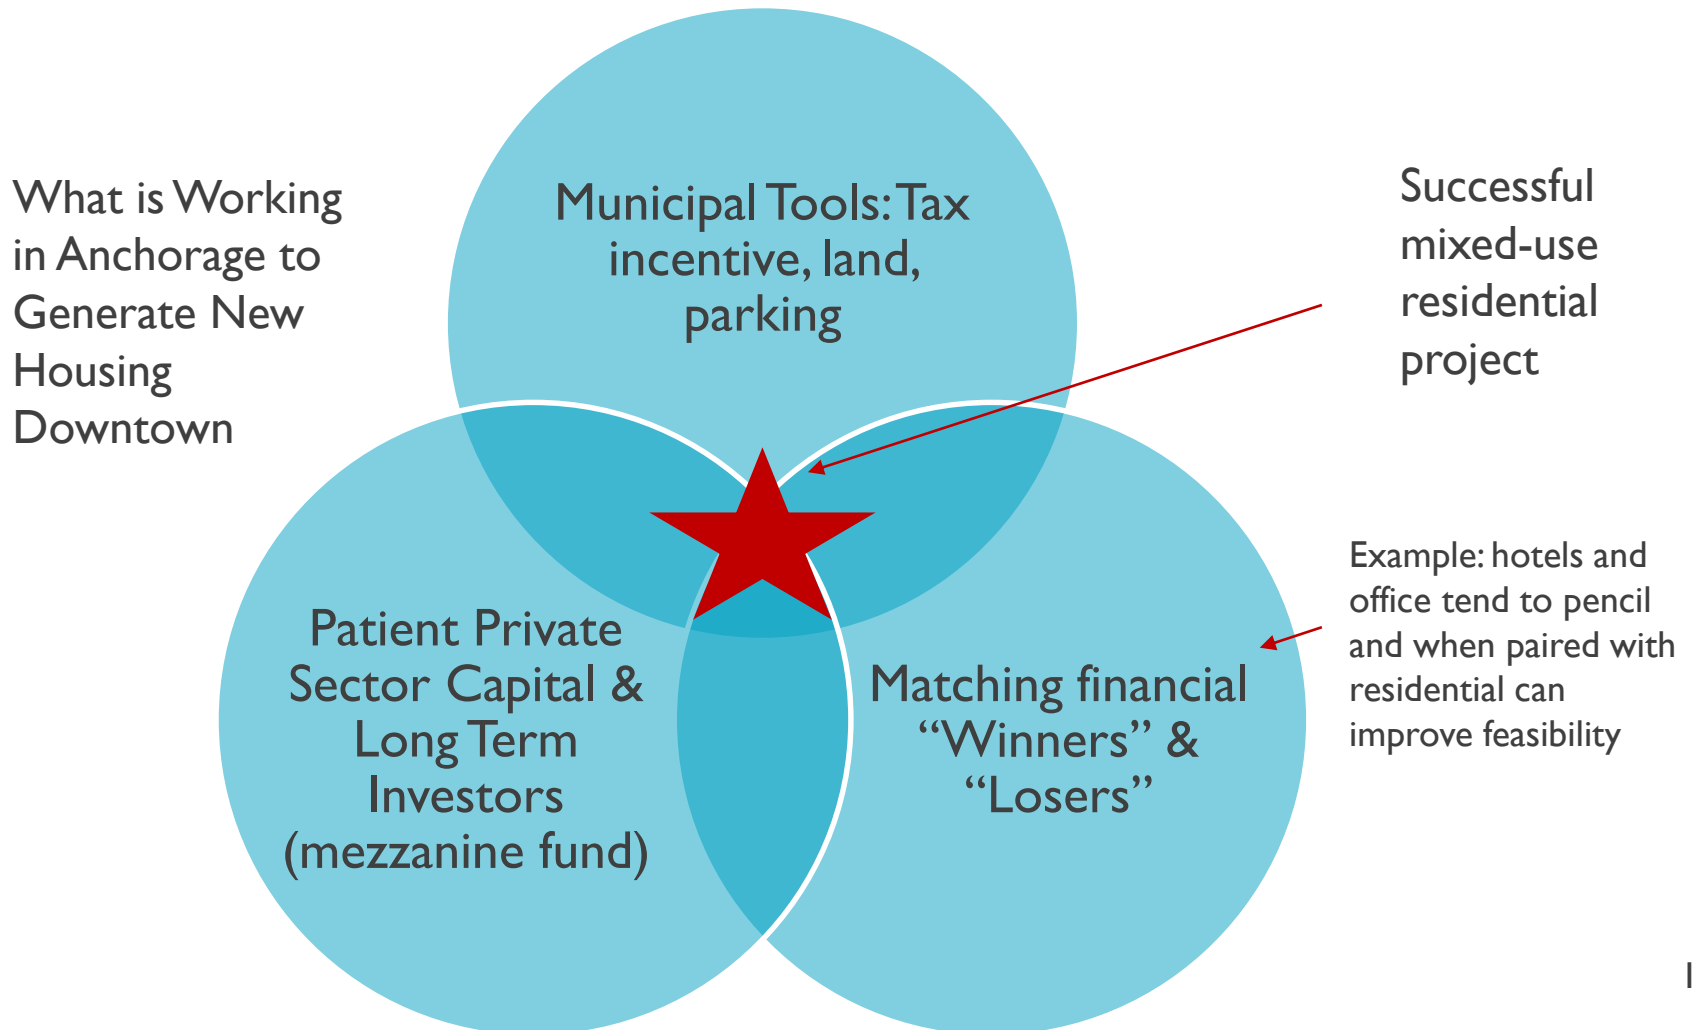 What is Working
in Anchorage to
Generate New
Housing
Downtown
Municipal Tools: Tax
incentive, land,
parking
Successful
mixed-use
residential
project
Patient Private
Sector Capital &
Long Term
Investors
(mezzanine fund)
Matching financial
“Winners” &
“Losers”
Example: hotels and
office tend to pencil
and when paired with
residential can
improve feasibility
1